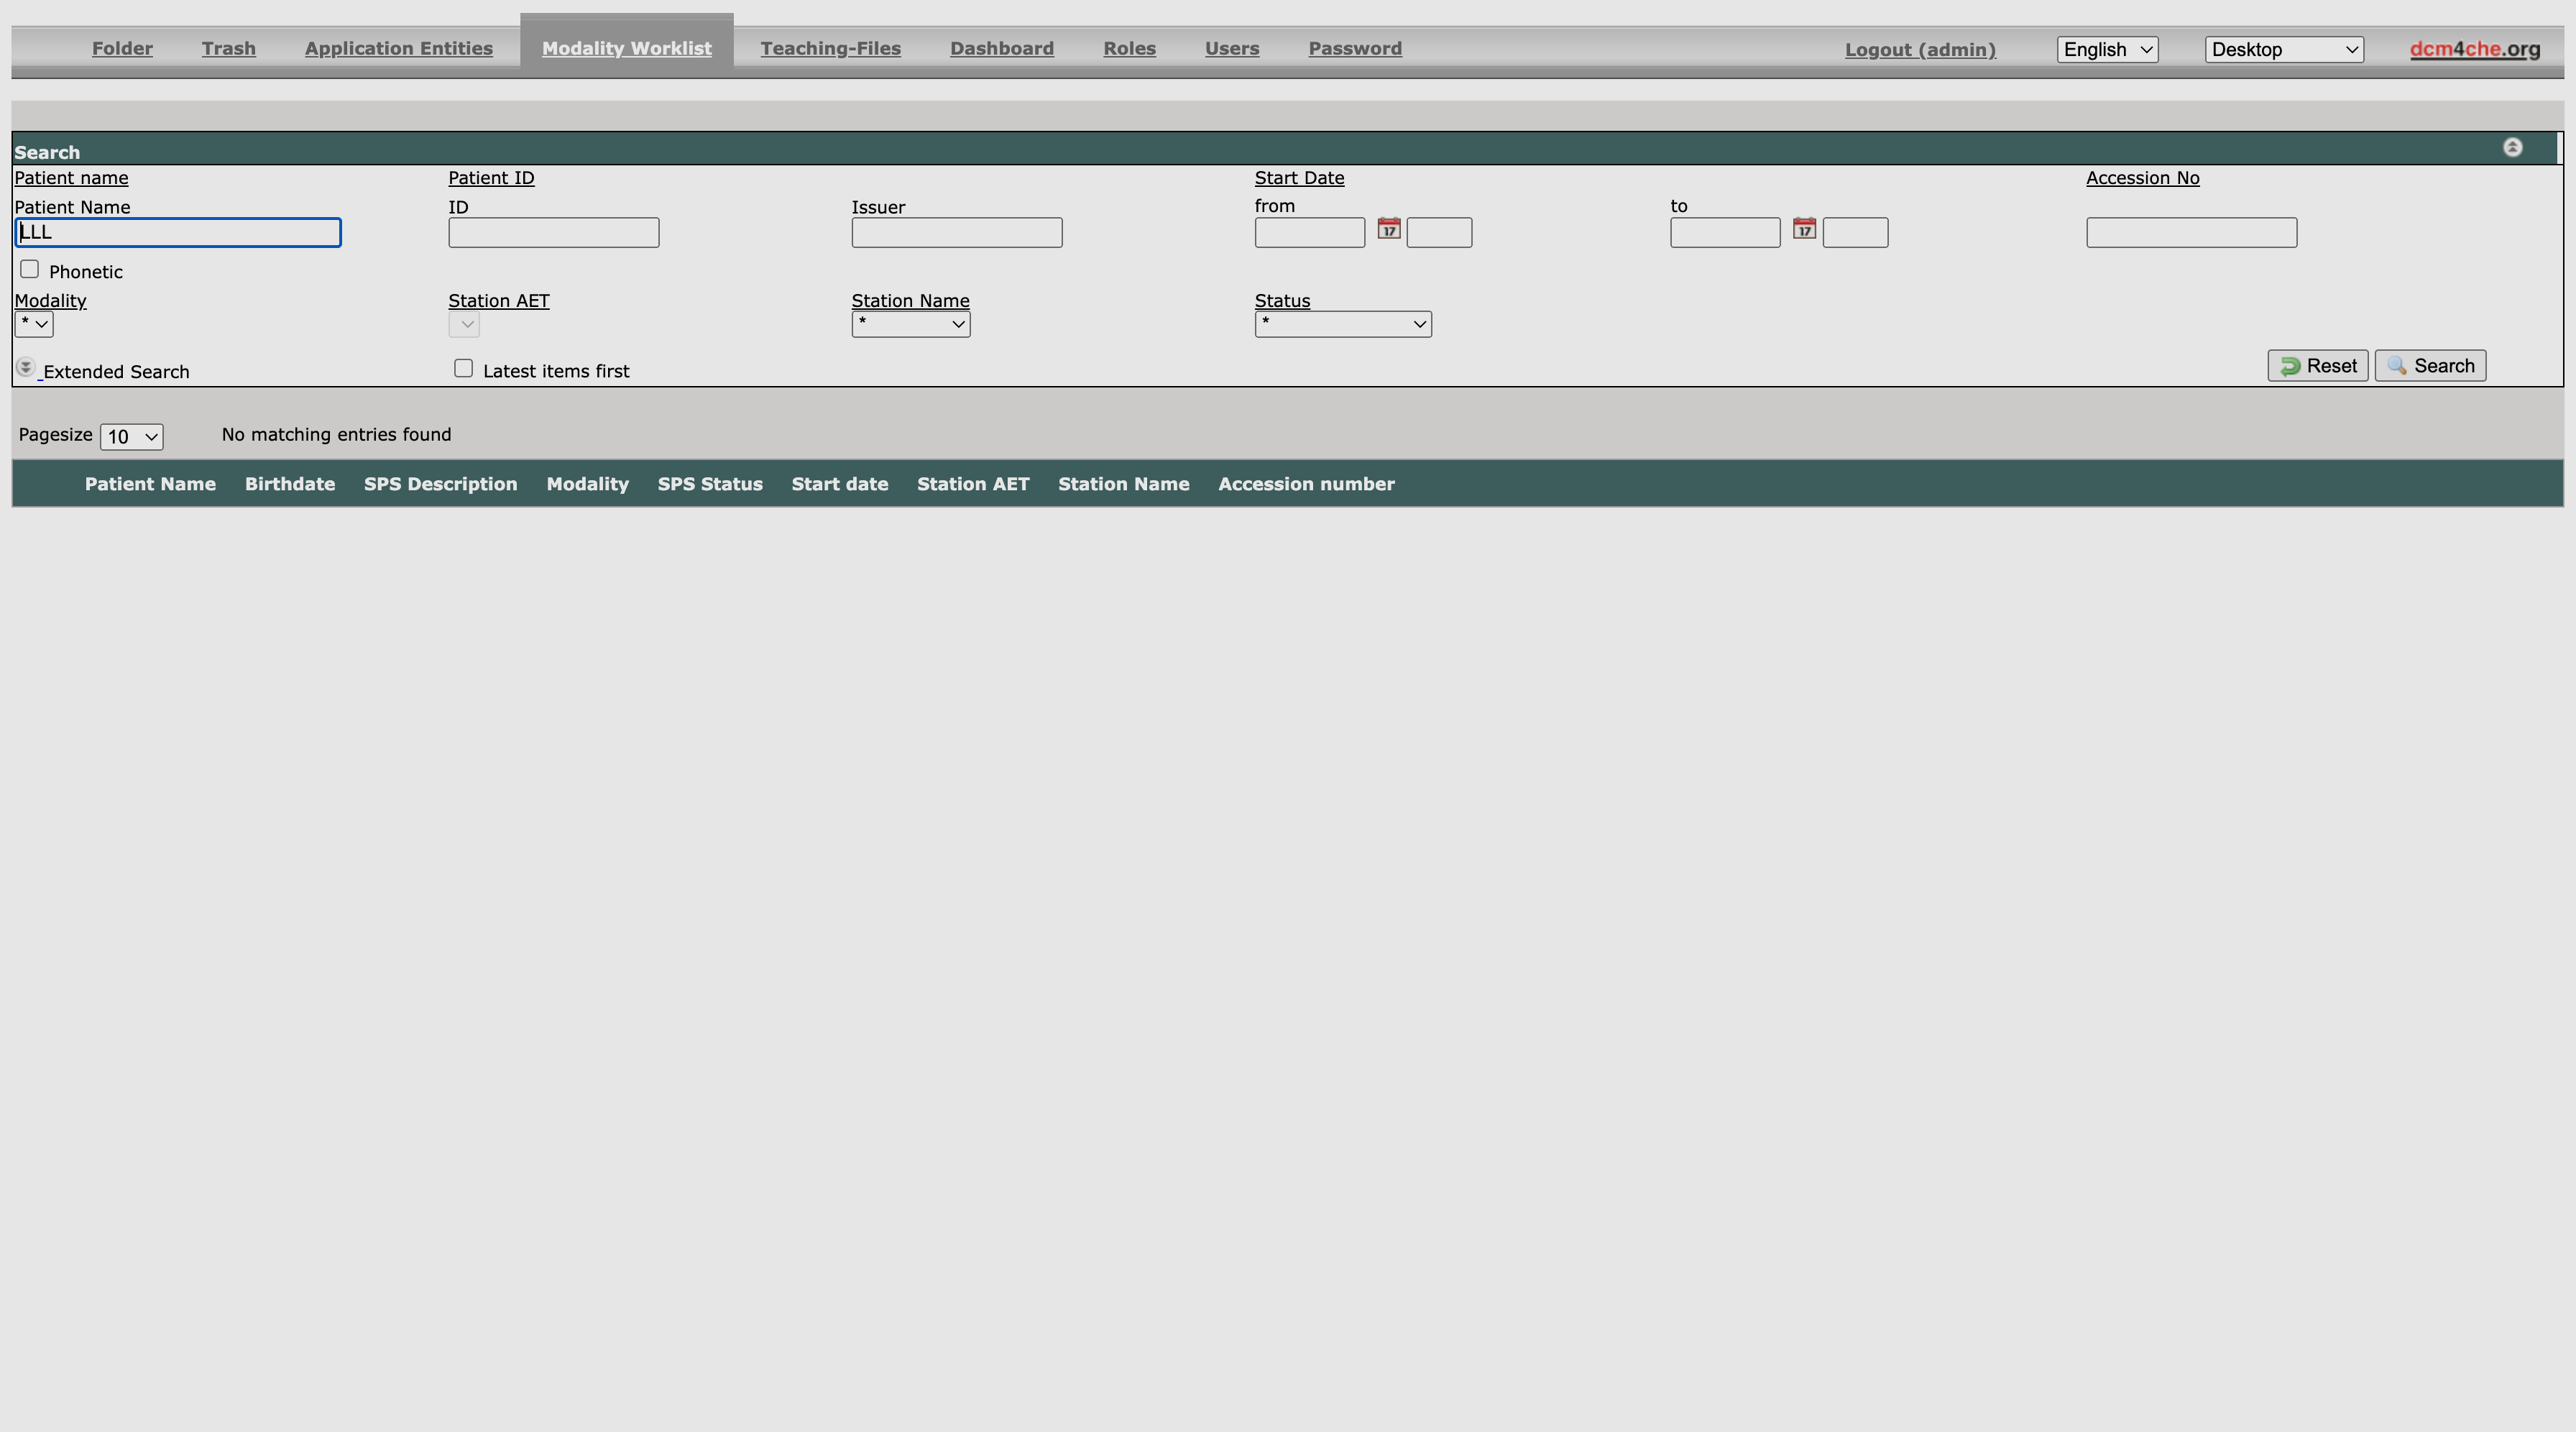 Folder Trash Application Entities Modality Worklist Teaching-Files Dashboard Roles Users Password Logout (admin) English Desktop dcm4che.org
Search
Patient name Patient ID Start Date Accession No
Patient Name ID Issuer from to
LLL 17 17
Phonetic
Modality Station AET Station Name Status
* * *
Extended Search Latest items first Reset Search
Pagesize 10 No matching entries found
Patient Name Birthdate SPS Description Modality SPS Status Start date Station AET Station Name Accession number